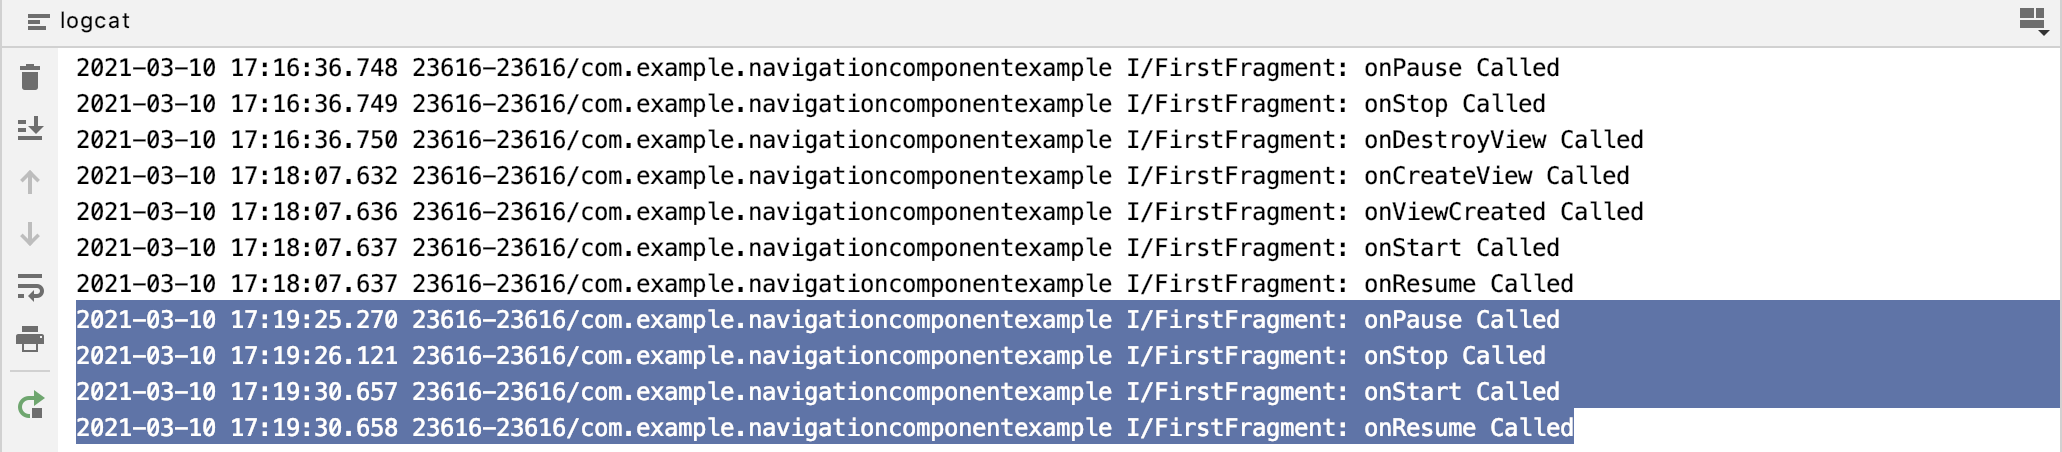 logcat
2021-03-10 17:16:36.748 23616-23616/com.example.navigationcomponentexample I/FirstFragment: onPause Called
2021-03-10 17:16:36.749 23616-23616/com.example.navigationcomponentexample I/FirstFragment: onStop Called
2021-03-10 17:16:36.750 23616-23616/com.example.navigationcomponentexample I/FirstFragment: onDestroyView Called
2021-03-10 17:18:07.632 23616-23616/com.example.navigationcomponentexample I/FirstFragment: onCreateView Called
2021-03-10 17:18:07.636 23616-23616/com.example.navigationcomponentexample I/FirstFragment: onViewCreated Called
2021-03-10 17:18:07.637 23616-23616/com.example.navigationcomponentexample I/FirstFragment: onStart Called
2021-03-10 17:18:07.637 23616-23616/com.example.navigationcomponentexample I/FirstFragment: onResume Called
2021-03-10 17:19:25.270 23616-23616/com.example.navigationcomponentexample I/FirstFragment: onPause Called
2021-03-10 17:19:26.121 23616-23616/com.example.navigationcomponentexample I/FirstFragment: onStop Called
2021-03-10 17:19:30.657 23616-23616/com.example.navigationcomponentexample I/FirstFragment: onStart Called
2021-03-10 17:19:30.658 23616-23616/com.example.navigationcomponentexample I/FirstFragment: onResume Called